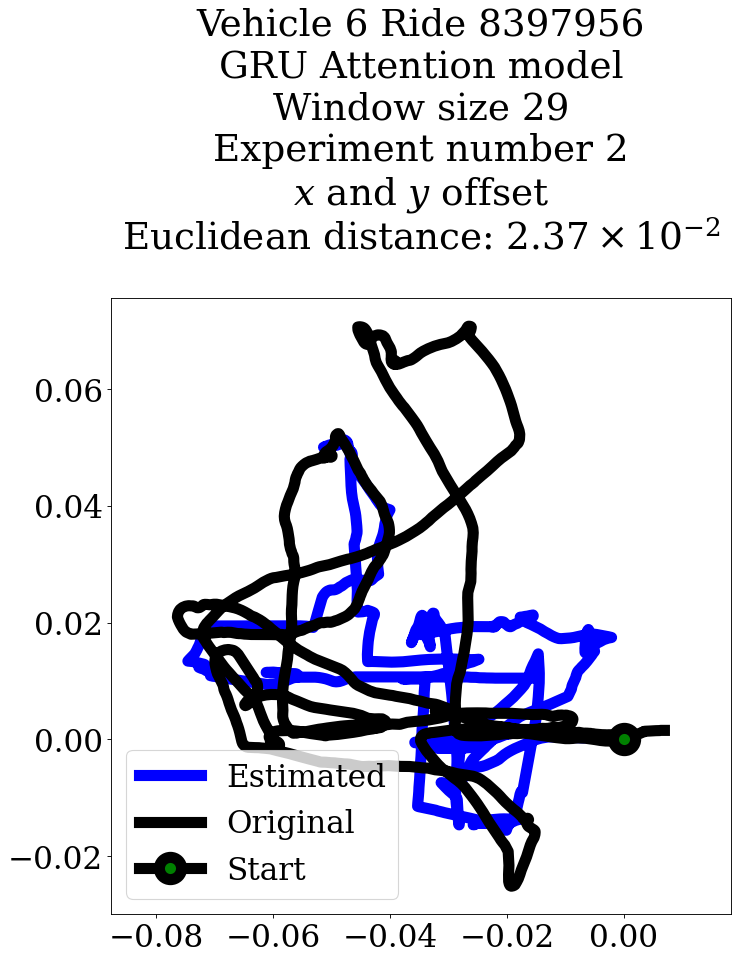 Vehicle 6 Ride 8397956
GRU Attention model
Window size 29
Experiment number 2
x and y offset
Euclidean distance: 2.37 × 10⁻²
0.06
0.04
0.02
0.00
−0.02
Estimated
Original
Start
−0.08 −0.06 −0.04 −0.02 0.00